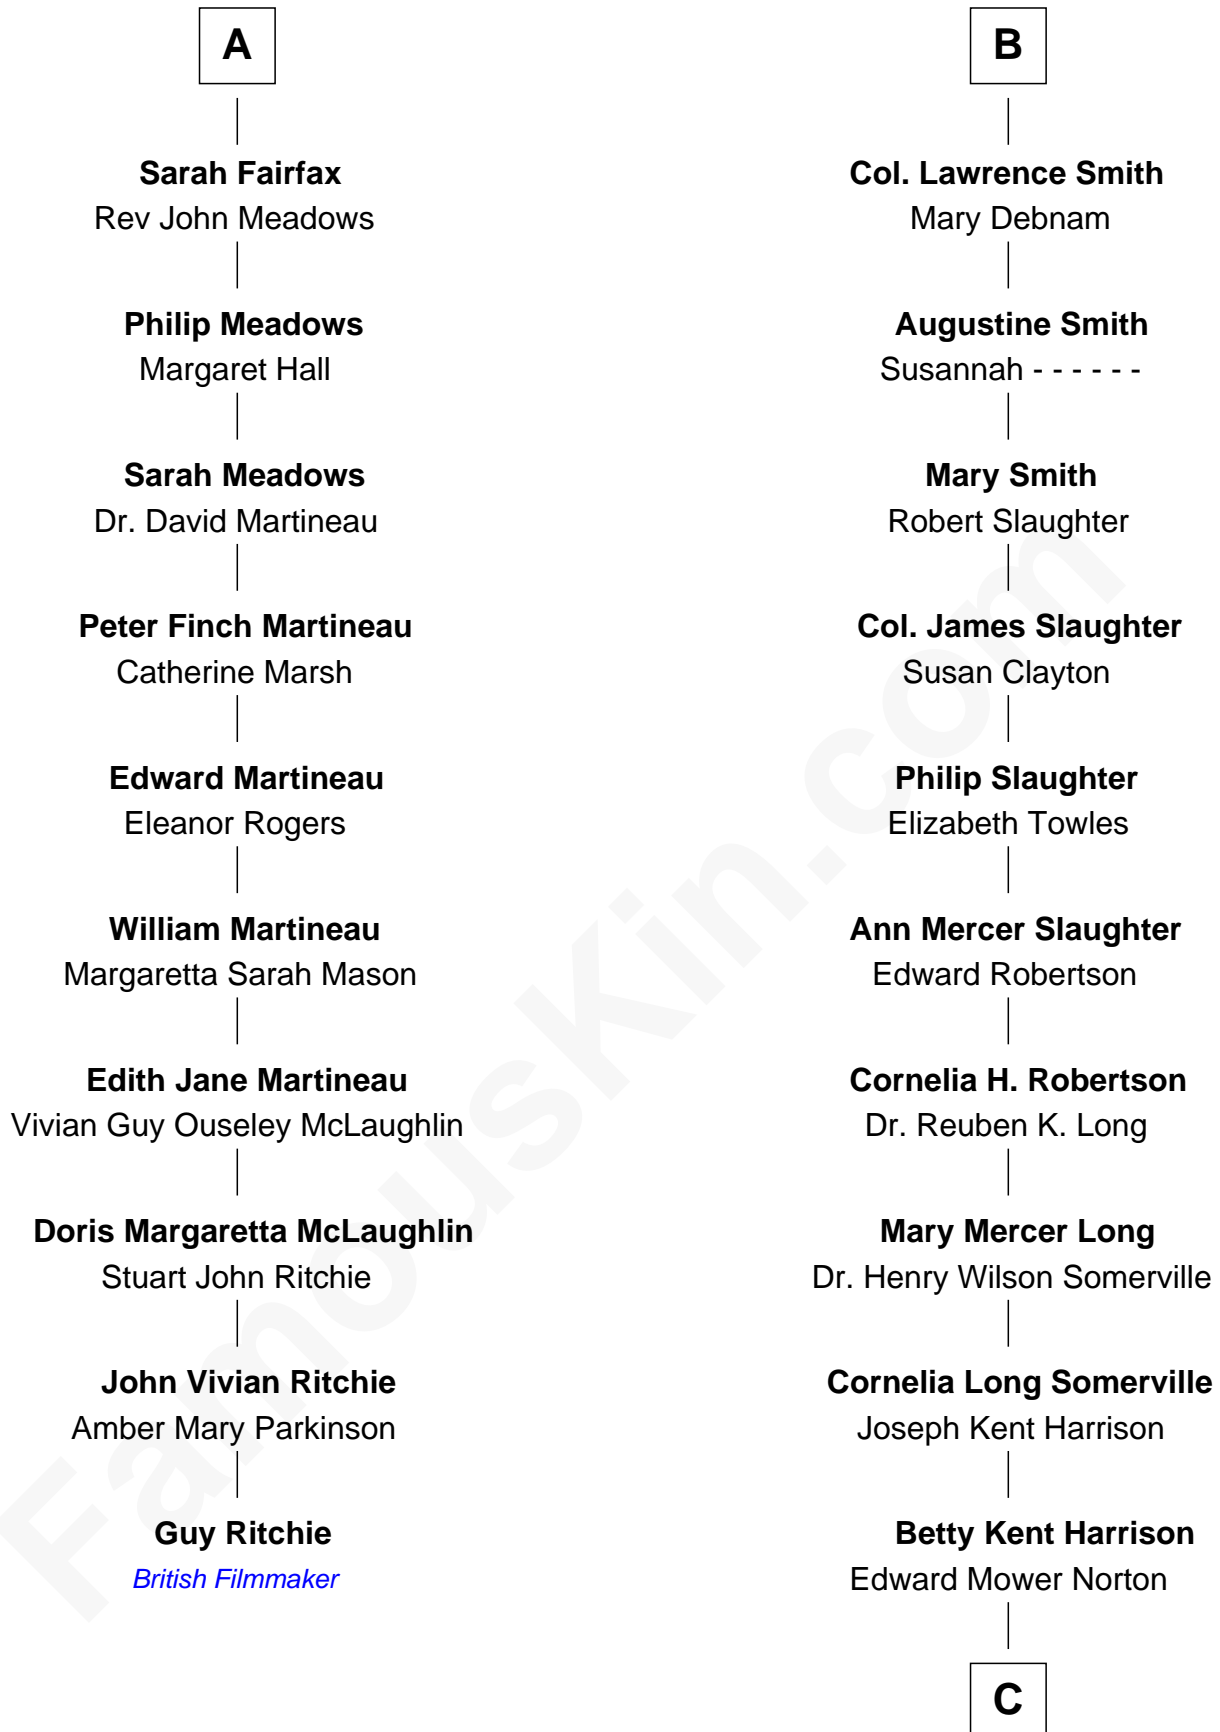 A
Sarah Fairfax
Rev John Meadows
Philip Meadows
Margaret Hall
Sarah Meadows
Dr. David Martineau
Peter Finch Martineau
Catherine Marsh
Edward Martineau
Eleanor Rogers
William Martineau
Margaretta Sarah Mason
Edith Jane Martineau
Vivian Guy Ouseley McLaughlin
Doris Margaretta McLaughlin
Stuart John Ritchie
John Vivian Ritchie
Amber Mary Parkinson
Guy Ritchie
British Filmmaker
B
Col. Lawrence Smith
Mary Debnam
Augustine Smith
Susannah - - - - - -
Mary Smith
Robert Slaughter
Col. James Slaughter
Susan Clayton
Philip Slaughter
Elizabeth Towles
Ann Mercer Slaughter
Edward Robertson
Cornelia H. Robertson
Dr. Reuben K. Long
Mary Mercer Long
Dr. Henry Wilson Somerville
Cornelia Long Somerville
Joseph Kent Harrison
Betty Kent Harrison
Edward Mower Norton
C
FamousKin.com